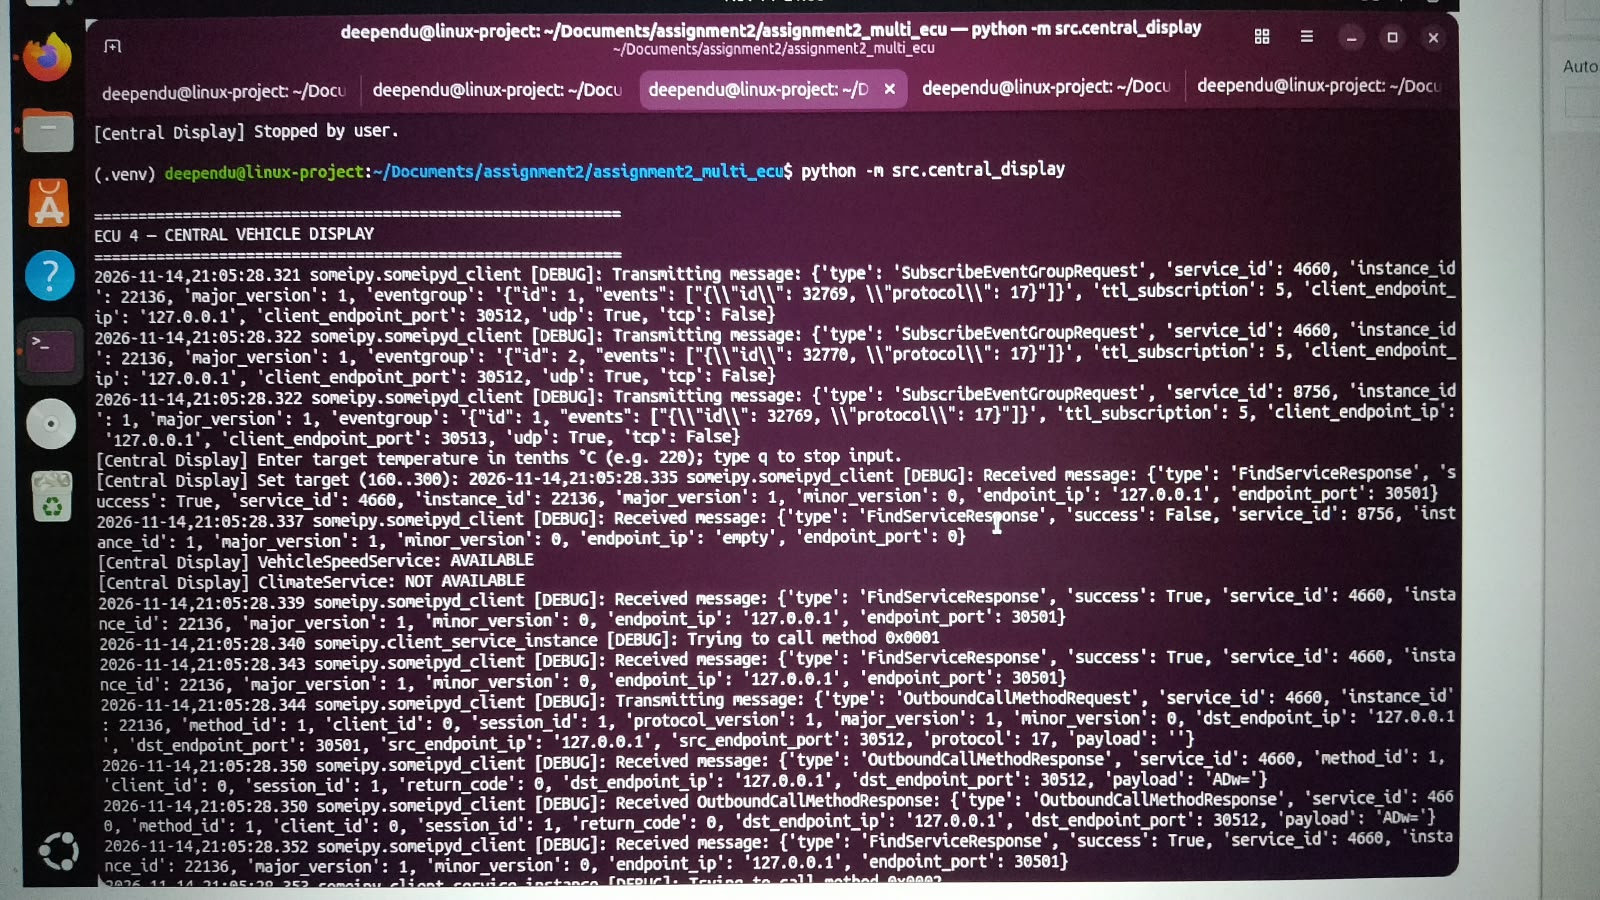 Auto
deependu@linux-project: ~/Documents/assignment2/assignment2_multi_ecu — python -m src.central_display
~/Documents/assignment2/assignment2_multi_ecu
deependu@linux-project: ~/Docu
deependu@linux-project: ~/Docu
deependu@linux-project: ~/D
deependu@linux-project: ~/Docu
deependu@linux-project: ~/Docu
[Central Display] Stopped by user.
(.venv) deependu@linux-project:~/Documents/assignment2/assignment2_multi_ecu$ python -m src.central_display
==========================================================
ECU 4 — CENTRAL VEHICLE DISPLAY
==========================================================
2026-11-14,21:05:28.321 someipy.someipyd_client [DEBUG]: Transmitting message: {'type': 'SubscribeEventGroupRequest', 'service_id': 4660, 'instance_id
': 22136, 'major_version': 1, 'eventgroup': '{"id": 1, "events": ["{\\"id\\": 32769, \\"protocol\\": 17}"]}', 'ttl_subscription': 5, 'client_endpoint_
ip': '127.0.0.1', 'client_endpoint_port': 30512, 'udp': True, 'tcp': False}
2026-11-14,21:05:28.322 someipy.someipyd_client [DEBUG]: Transmitting message: {'type': 'SubscribeEventGroupRequest', 'service_id': 4660, 'instance_id
': 22136, 'major_version': 1, 'eventgroup': '{"id": 2, "events": ["{\\"id\\": 32770, \\"protocol\\": 17}"]}', 'ttl_subscription': 5, 'client_endpoint_
ip': '127.0.0.1', 'client_endpoint_port': 30512, 'udp': True, 'tcp': False}
2026-11-14,21:05:28.322 someipy.someipyd_client [DEBUG]: Transmitting message: {'type': 'SubscribeEventGroupRequest', 'service_id': 8756, 'instance_id
': 1, 'major_version': 1, 'eventgroup': '{"id": 1, "events": ["{\\"id\\": 32769, \\"protocol\\": 17}"]}', 'ttl_subscription': 5, 'client_endpoint_ip':
'127.0.0.1', 'client_endpoint_port': 30513, 'udp': True, 'tcp': False}
[Central Display] Enter target temperature in tenths °C (e.g. 220); type q to stop input.
[Central Display] Set target (160..300): 2026-11-14,21:05:28.335 someipy.someipyd_client [DEBUG]: Received message: {'type': 'FindServiceResponse', 's
uccess': True, 'service_id': 4660, 'instance_id': 22136, 'major_version': 1, 'minor_version': 0, 'endpoint_ip': '127.0.0.1', 'endpoint_port': 30501}
2026-11-14,21:05:28.337 someipy.someipyd_client [DEBUG]: Received message: {'type': 'FindServiceResponse', 'success': False, 'service_id': 8756, 'inst
ance_id': 1, 'major_version': 1, 'minor_version': 0, 'endpoint_ip': 'empty', 'endpoint_port': 0}
[Central Display] VehicleSpeedService: AVAILABLE
[Central Display] ClimateService: NOT AVAILABLE
2026-11-14,21:05:28.339 someipy.someipyd_client [DEBUG]: Received message: {'type': 'FindServiceResponse', 'success': True, 'service_id': 4660, 'insta
nce_id': 22136, 'major_version': 1, 'minor_version': 0, 'endpoint_ip': '127.0.0.1', 'endpoint_port': 30501}
2026-11-14,21:05:28.340 someipy.client_service_instance [DEBUG]: Trying to call method 0x0001
2026-11-14,21:05:28.343 someipy.someipyd_client [DEBUG]: Received message: {'type': 'FindServiceResponse', 'success': True, 'service_id': 4660, 'insta
nce_id': 22136, 'major_version': 1, 'minor_version': 0, 'endpoint_ip': '127.0.0.1', 'endpoint_port': 30501}
2026-11-14,21:05:28.344 someipy.someipyd_client [DEBUG]: Transmitting message: {'type': 'OutboundCallMethodRequest', 'service_id': 4660, 'instance_id'
: 22136, 'method_id': 1, 'client_id': 0, 'session_id': 1, 'protocol_version': 1, 'major_version': 1, 'minor_version': 0, 'dst_endpoint_ip': '127.0.0.1
', 'dst_endpoint_port': 30501, 'src_endpoint_ip': '127.0.0.1', 'src_endpoint_port': 30512, 'protocol': 17, 'payload': ''}
2026-11-14,21:05:28.350 someipy.someipyd_client [DEBUG]: Received message: {'type': 'OutboundCallMethodResponse', 'service_id': 4660, 'method_id': 1,
'client_id': 0, 'session_id': 1, 'return_code': 0, 'dst_endpoint_ip': '127.0.0.1', 'dst_endpoint_port': 30512, 'payload': 'ADw='}
2026-11-14,21:05:28.350 someipy.someipyd_client [DEBUG]: Received OutboundCallMethodResponse: {'type': 'OutboundCallMethodResponse', 'service_id': 466
0, 'method_id': 1, 'client_id': 0, 'session_id': 1, 'return_code': 0, 'dst_endpoint_ip': '127.0.0.1', 'dst_endpoint_port': 30512, 'payload': 'ADw='}
2026-11-14,21:05:28.352 someipy.someipyd_client [DEBUG]: Received message: {'type': 'FindServiceResponse', 'success': True, 'service_id': 4660, 'insta
nce_id': 22136, 'major_version': 1, 'minor_version': 0, 'endpoint_ip': '127.0.0.1', 'endpoint_port': 30501}
2026-11-14,21:05:28.353 someipy.client_service_instance [DEBUG]: Trying to call method 0x0002